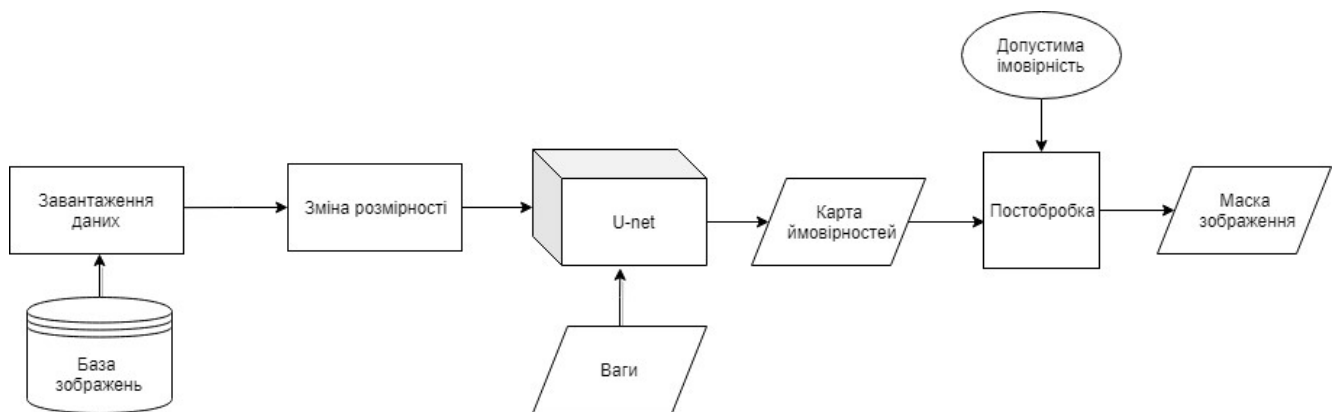 Допустима
імовірність
Завантаження
даних
Зміна розмірності
U-net
Карта
ймовірностей
Постобробка
Маска
зображення
База
зображень
Ваги